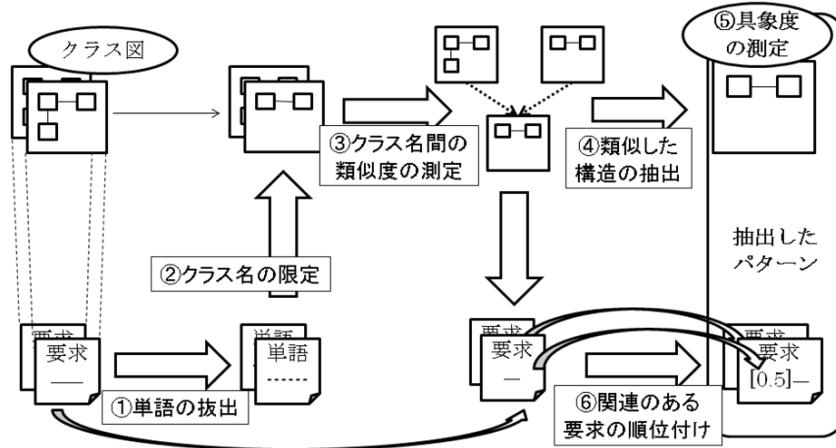 クラス図
⑤具象度
の測定
③クラス名間の
類似度の測定
④類似した
構造の抽出
②クラス名の限定
抽出した
パターン
要求
要求
単語
単語
要求
要求
要求
要求
[0.5]
①単語の抜出
⑥関連のある
要求の順位付け